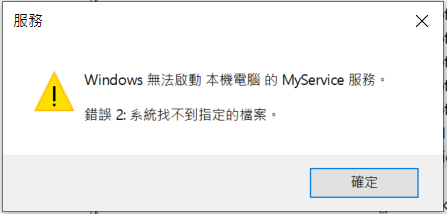 服務
Windows 無法啟動 本機電腦 的 MyService 服務。
錯誤 2: 系統找不到指定的檔案。
確定